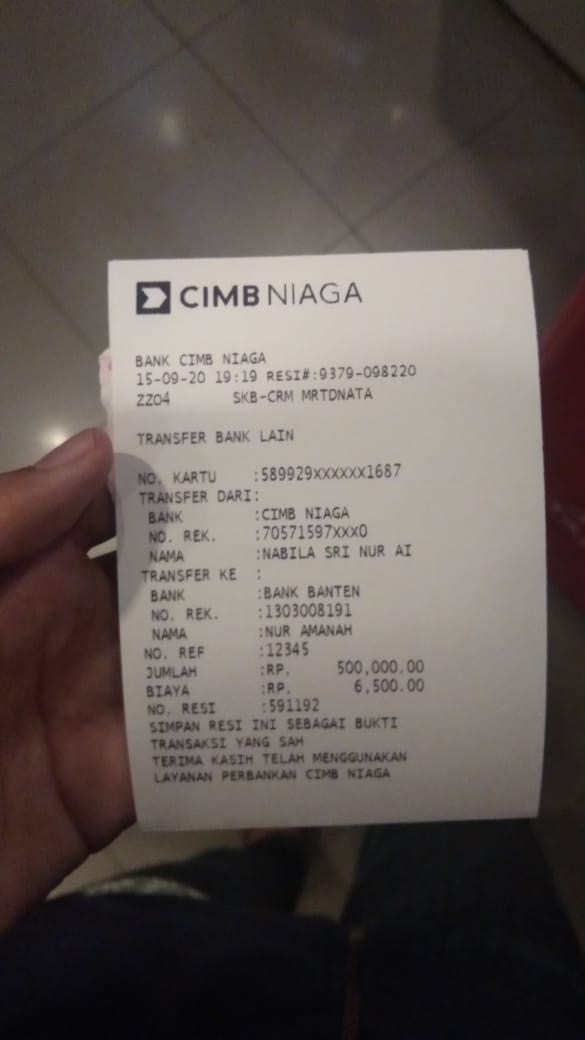 CIMB NIAGA
BANK CIMB NIAGA
15-09-20 19:19 RESI#:9379-098220
ZZ04 SKB-CRM MRTDNATA
TRANSFER BANK LAIN
NO. KARTU :589929XXXXXX1687
TRANSFER DARI:
BANK :CIMB NIAGA
NO. REK. :70571597XXX0
NAMA :NABILA SRI NUR AI
TRANSFER KE :
BANK :BANK BANTEN
NO. REK. :1303008191
NAMA :NUR AMANAH
NO. REF :12345
JUMLAH :RP. 500,000.00
BIAYA :RP. 6,500.00
NO. RESI :591192
SIMPAN RESI INI SEBAGAI BUKTI
TRANSAKSI YANG SAH
TERIMA KASIH TELAH MENGGUNAKAN
LAYANAN PERBANKAN CIMB NIAGA